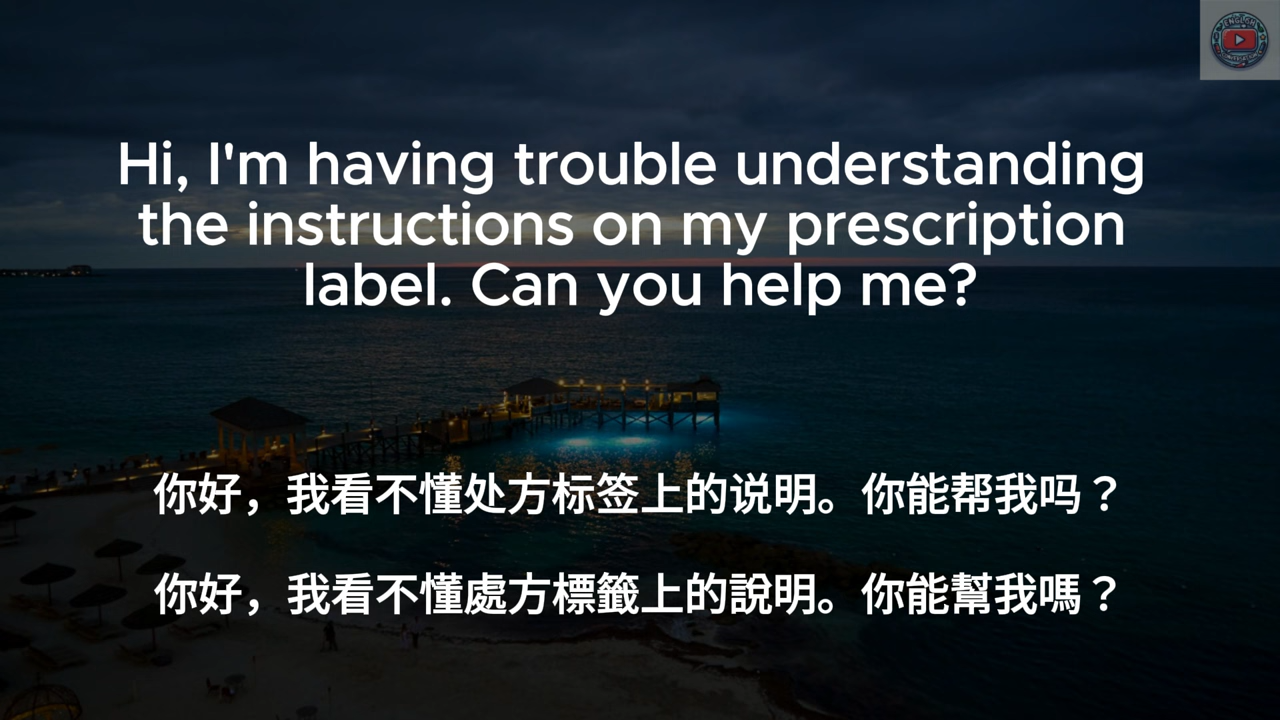 ENGLISH
Hi, I'm having trouble understanding
the instructions on my prescription
label. Can you help me?
你好，我看不懂处方标签上的说明。你能帮我吗？
你好，我看不懂處方標籤上的說明。你能幫我嗎？